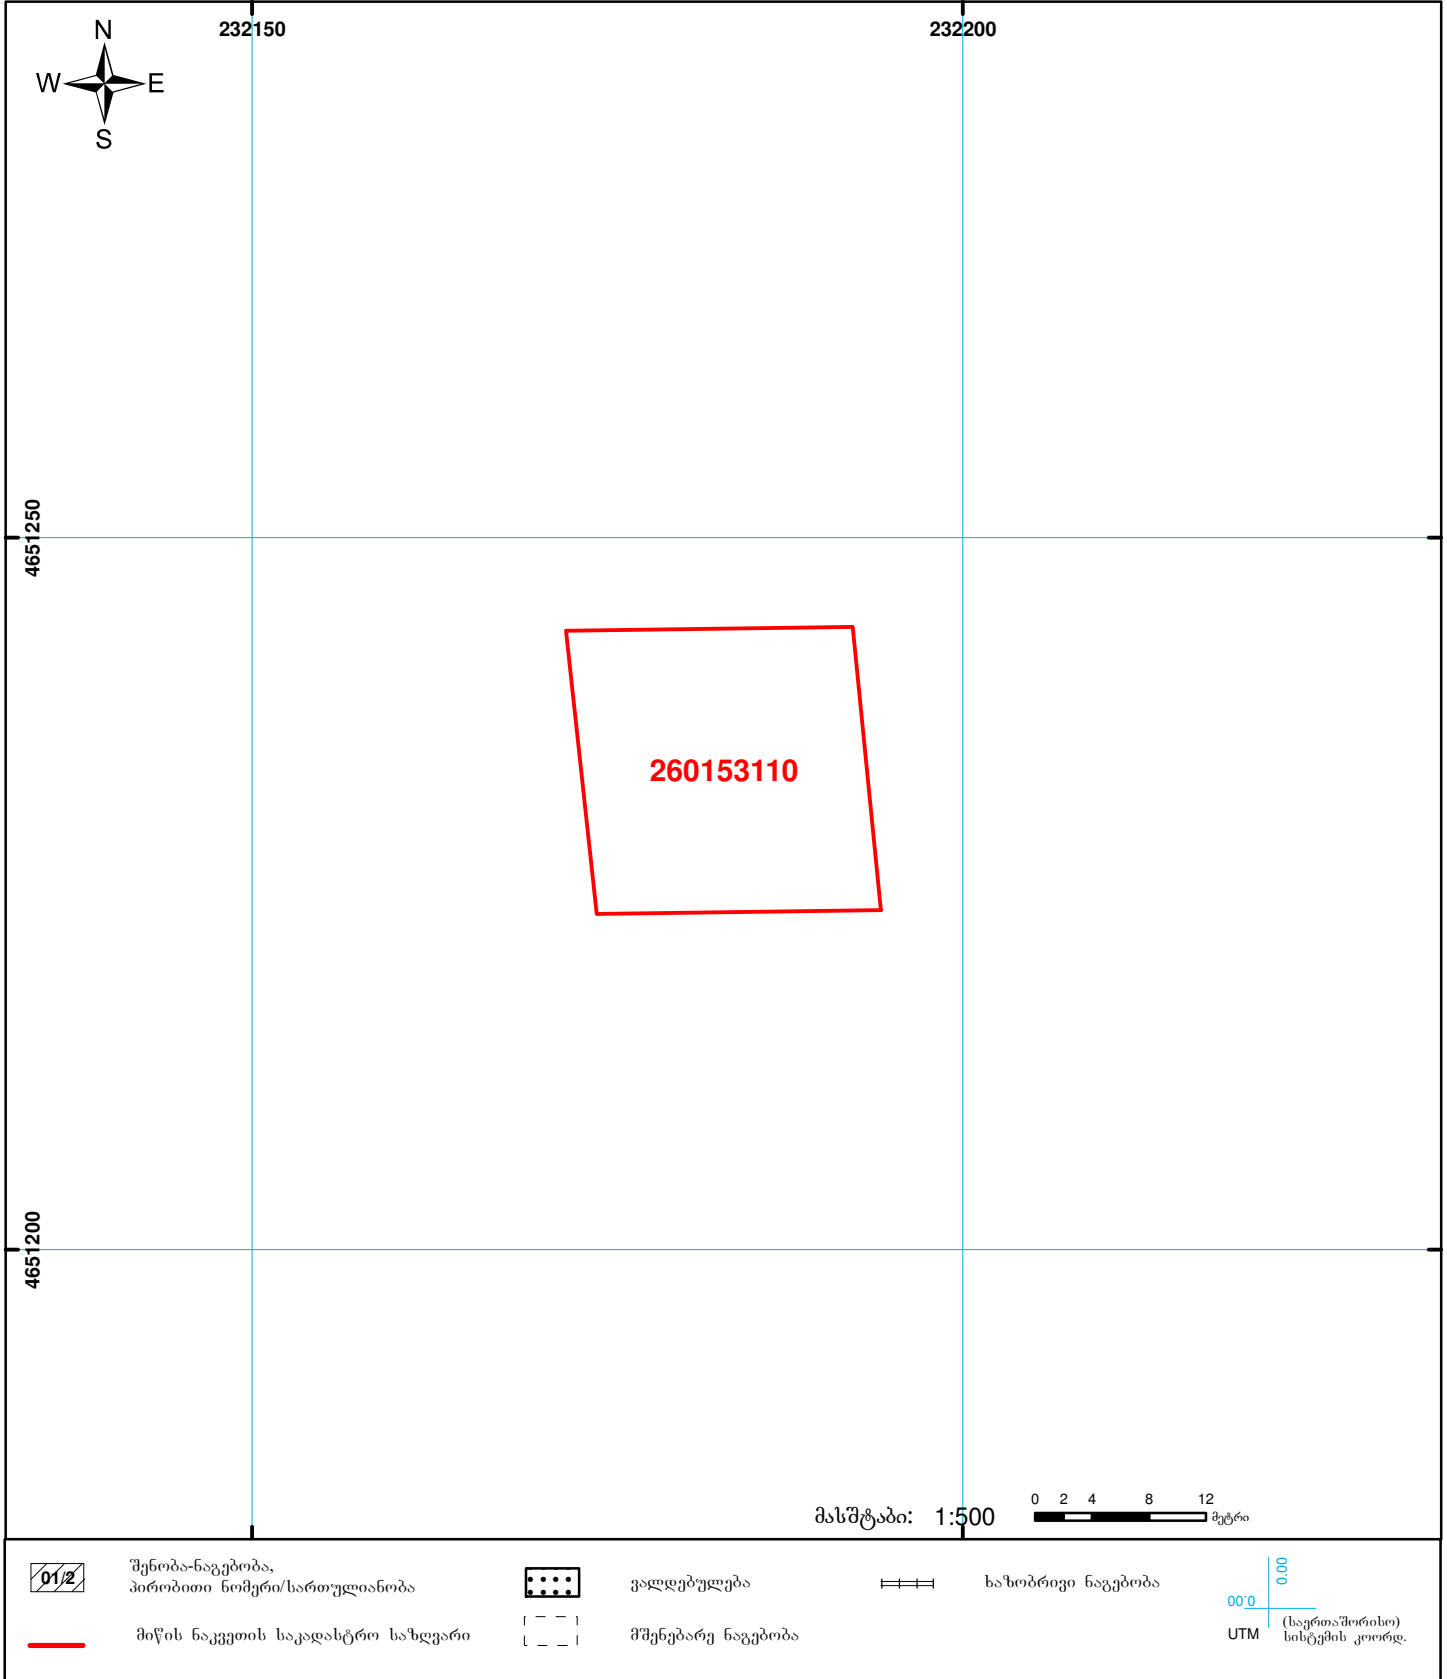 232150
232200
N
W
E
S
4651250
260153110
4651200
მასშტაბი: 1:500
0 2 4 8 12
მეტრი
01/2
შენობა-ნაგებობა,
პირობითი ნომერი/სართულიანობა
ვალდებულება
ხაზობრივი ნაგებობა
მიწის ნაკვეთის საკადასტრო საზღვარი
მშენებარე ნაგებობა
00.0
00.0
UTM
(საერთაშორისო)
სისტემის კოორდ.